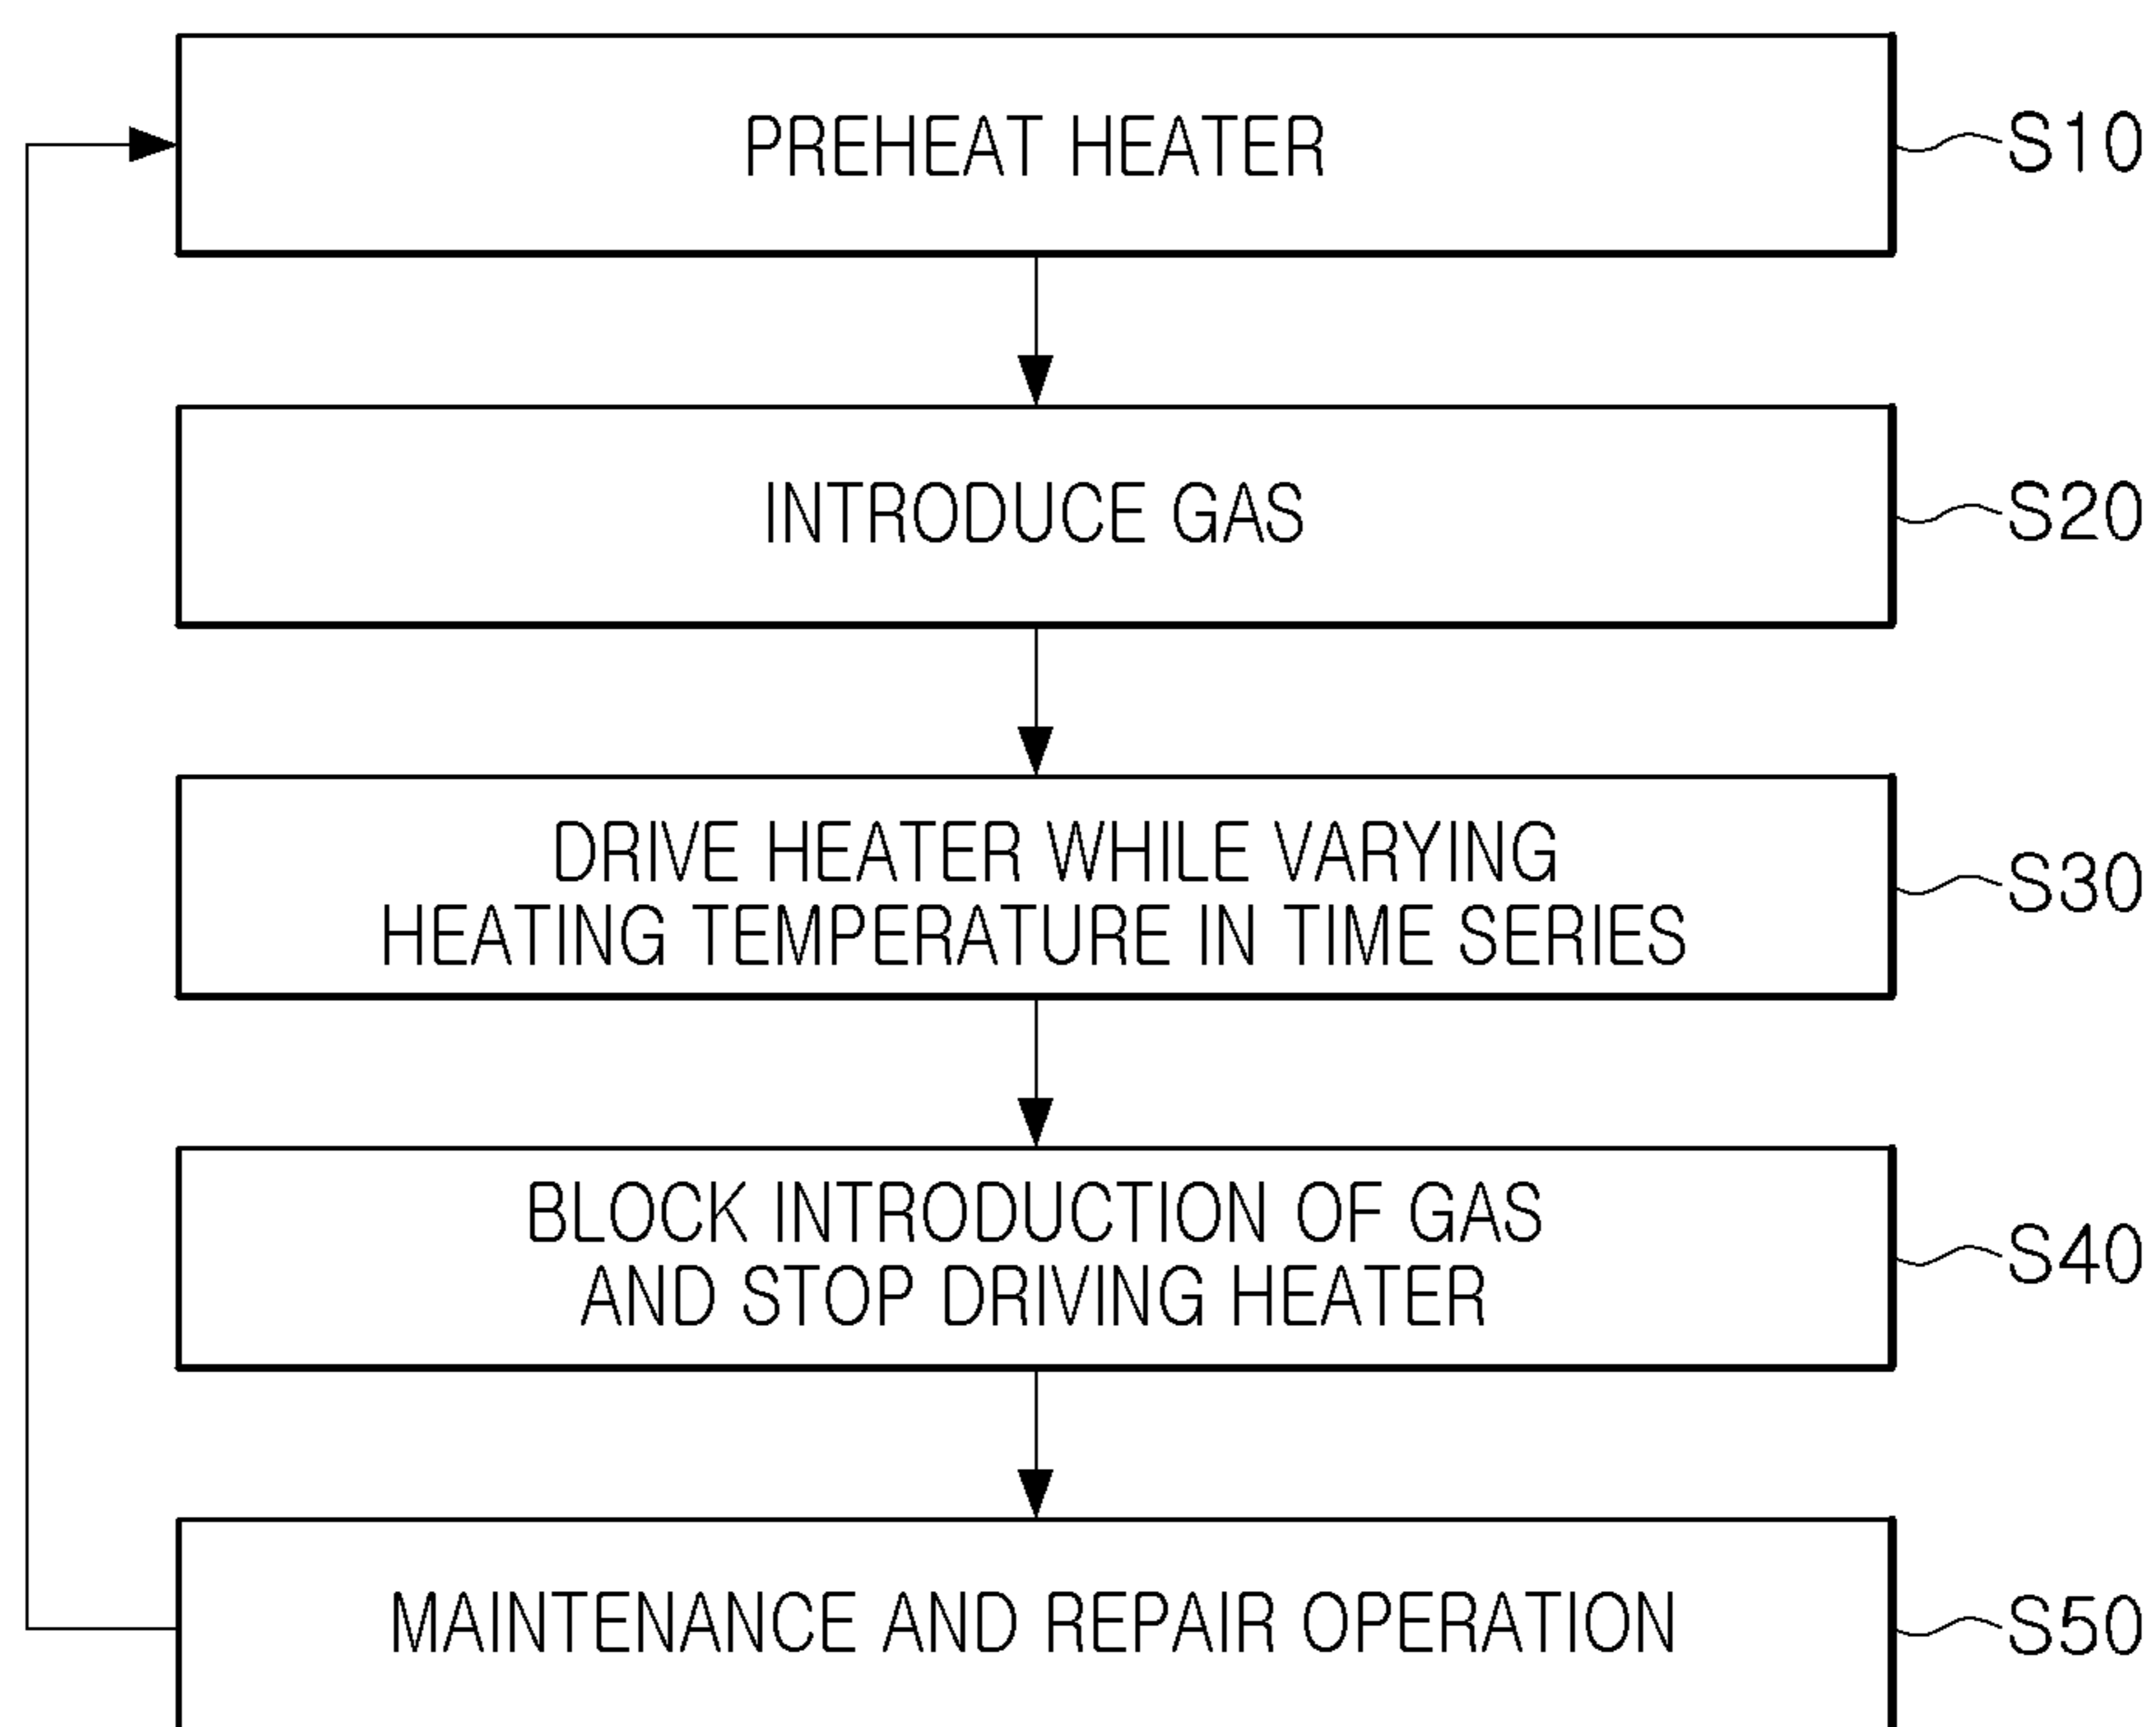 PREHEAT HEATER
S10
INTRODUCE GAS
S20
DRIVE HEATER WHILE VARYING
HEATING TEMPERATURE IN TIME SERIES
S30
BLOCK INTRODUCTION OF GAS
AND STOP DRIVING HEATER
S40
MAINTENANCE AND REPAIR OPERATION
S50